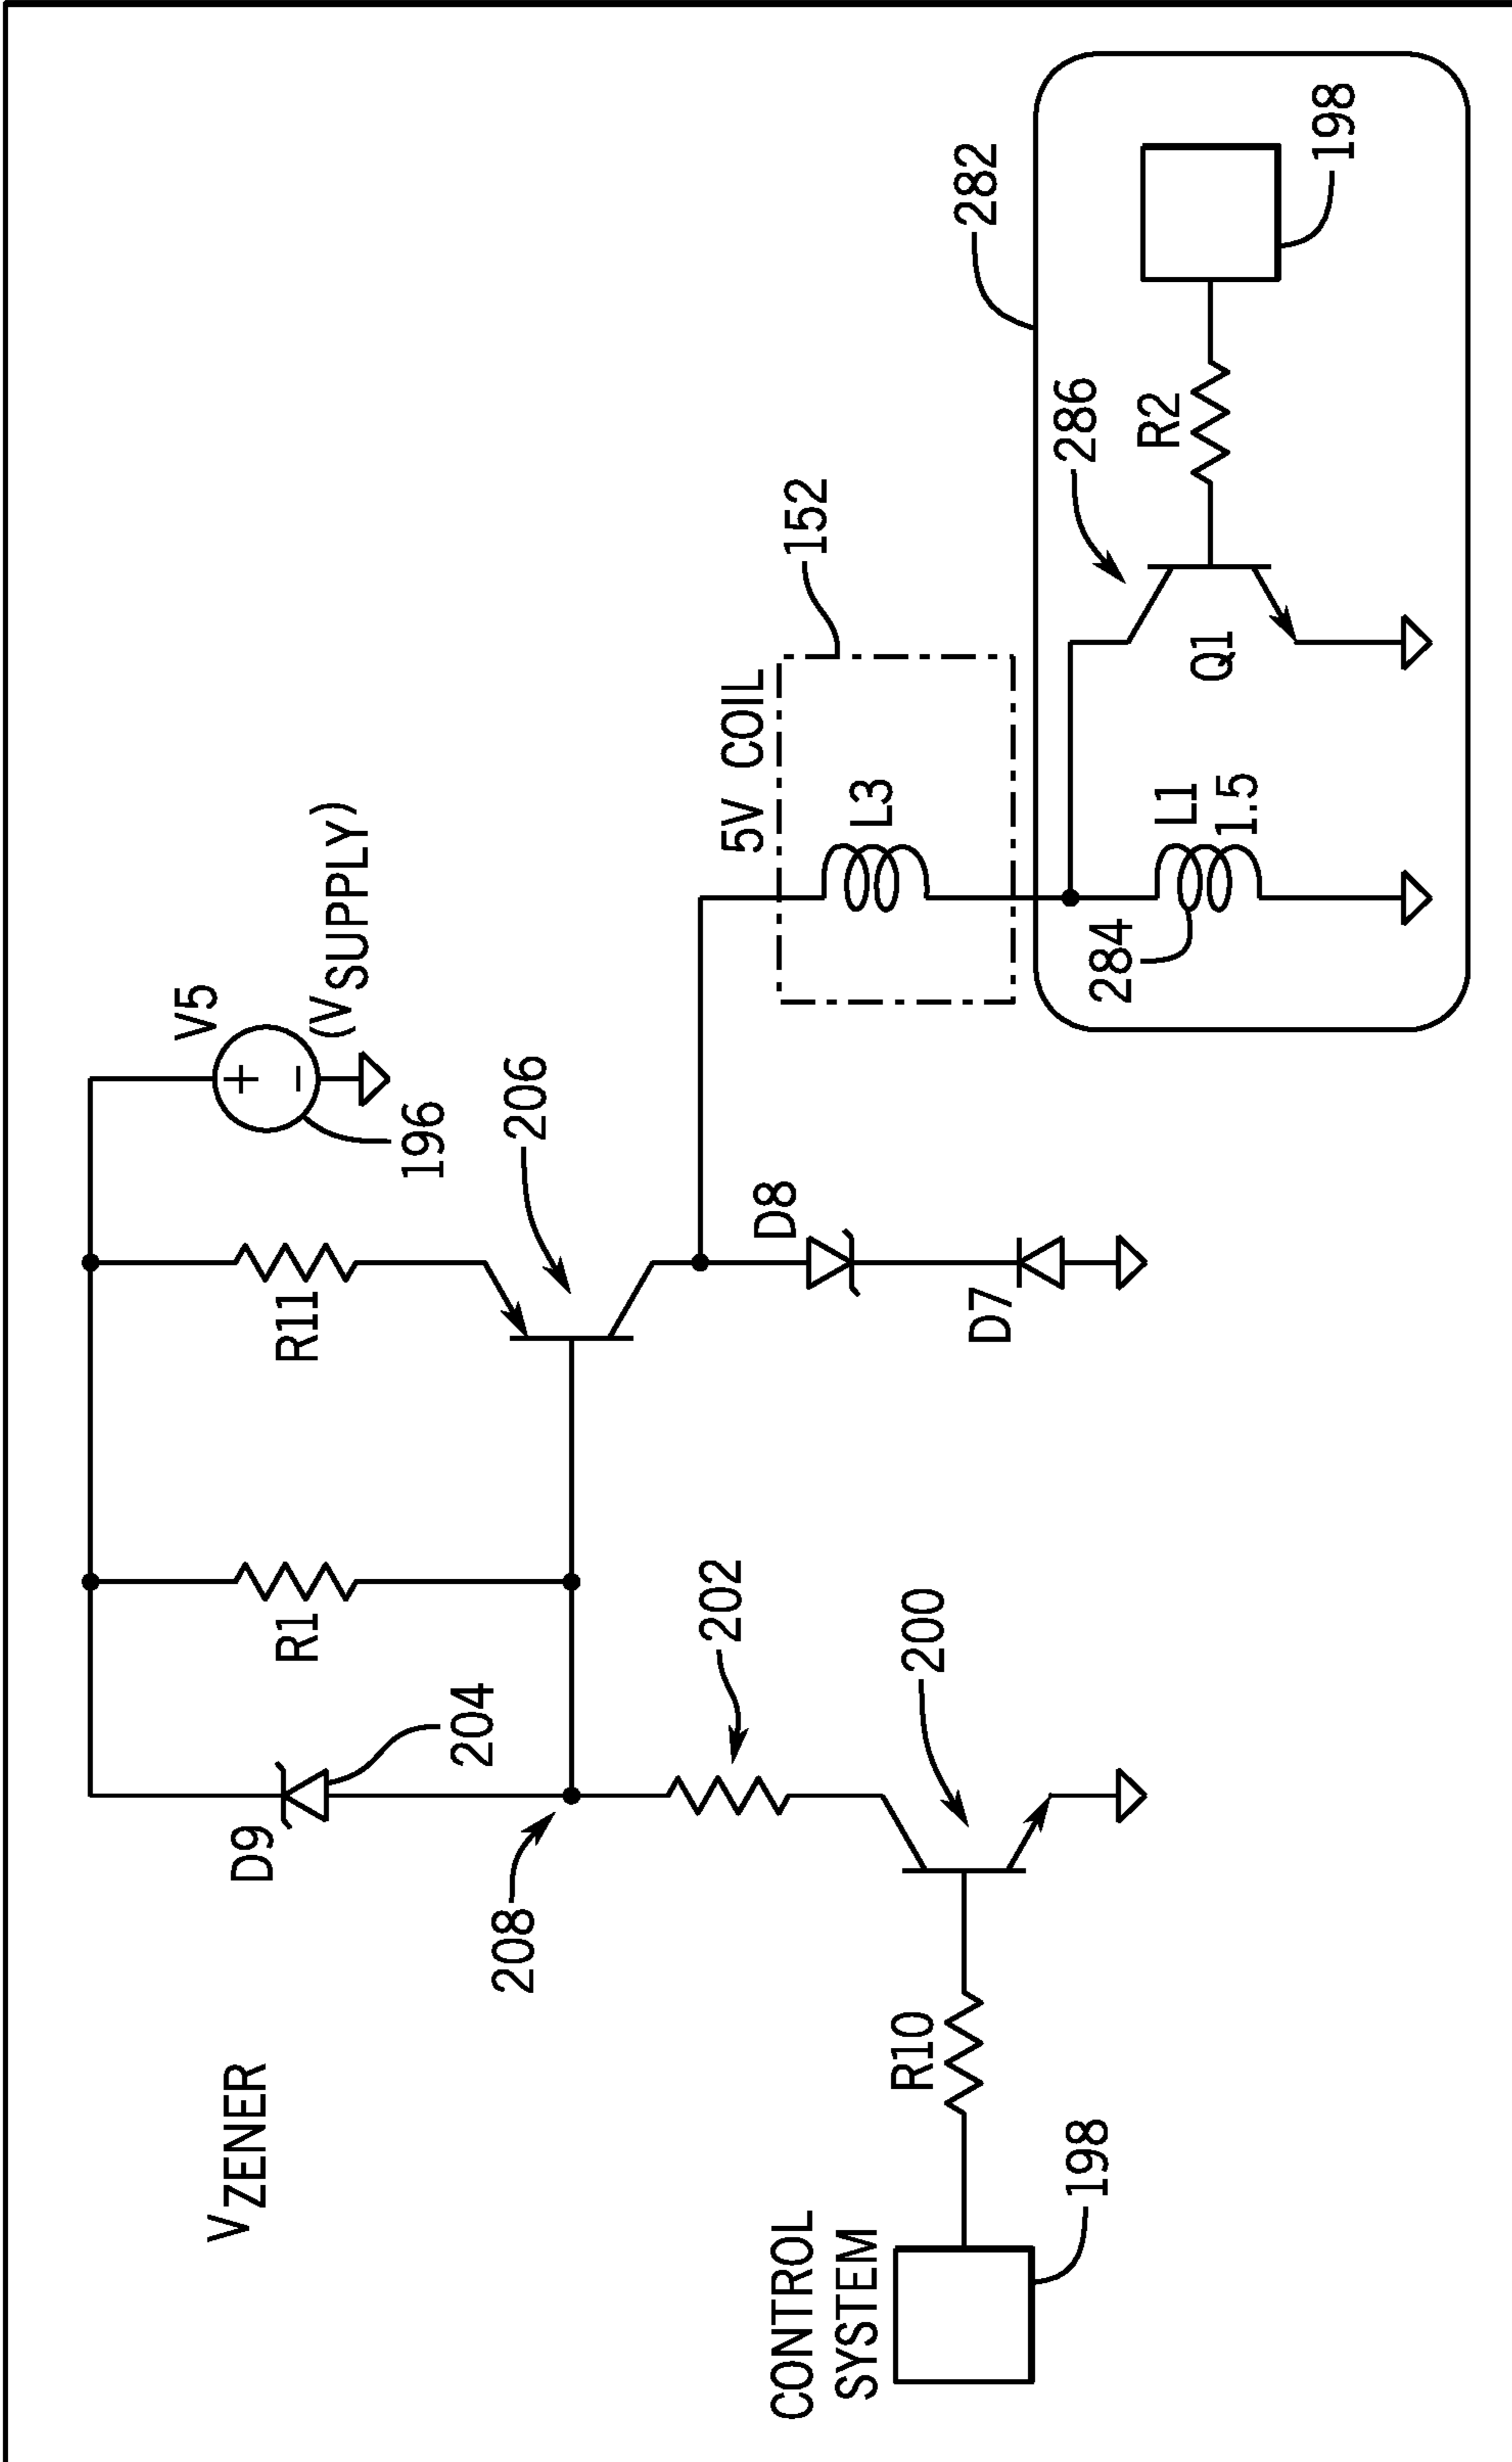 V5
(VSUPPLY)
196
R11
206
R1
D9
204
VZENER
208
202
200
R10
CONTROL
SYSTEM
198
D8
D7
5V COIL
152
L3
282
284
L1
1.5
286
Q1
R2
198